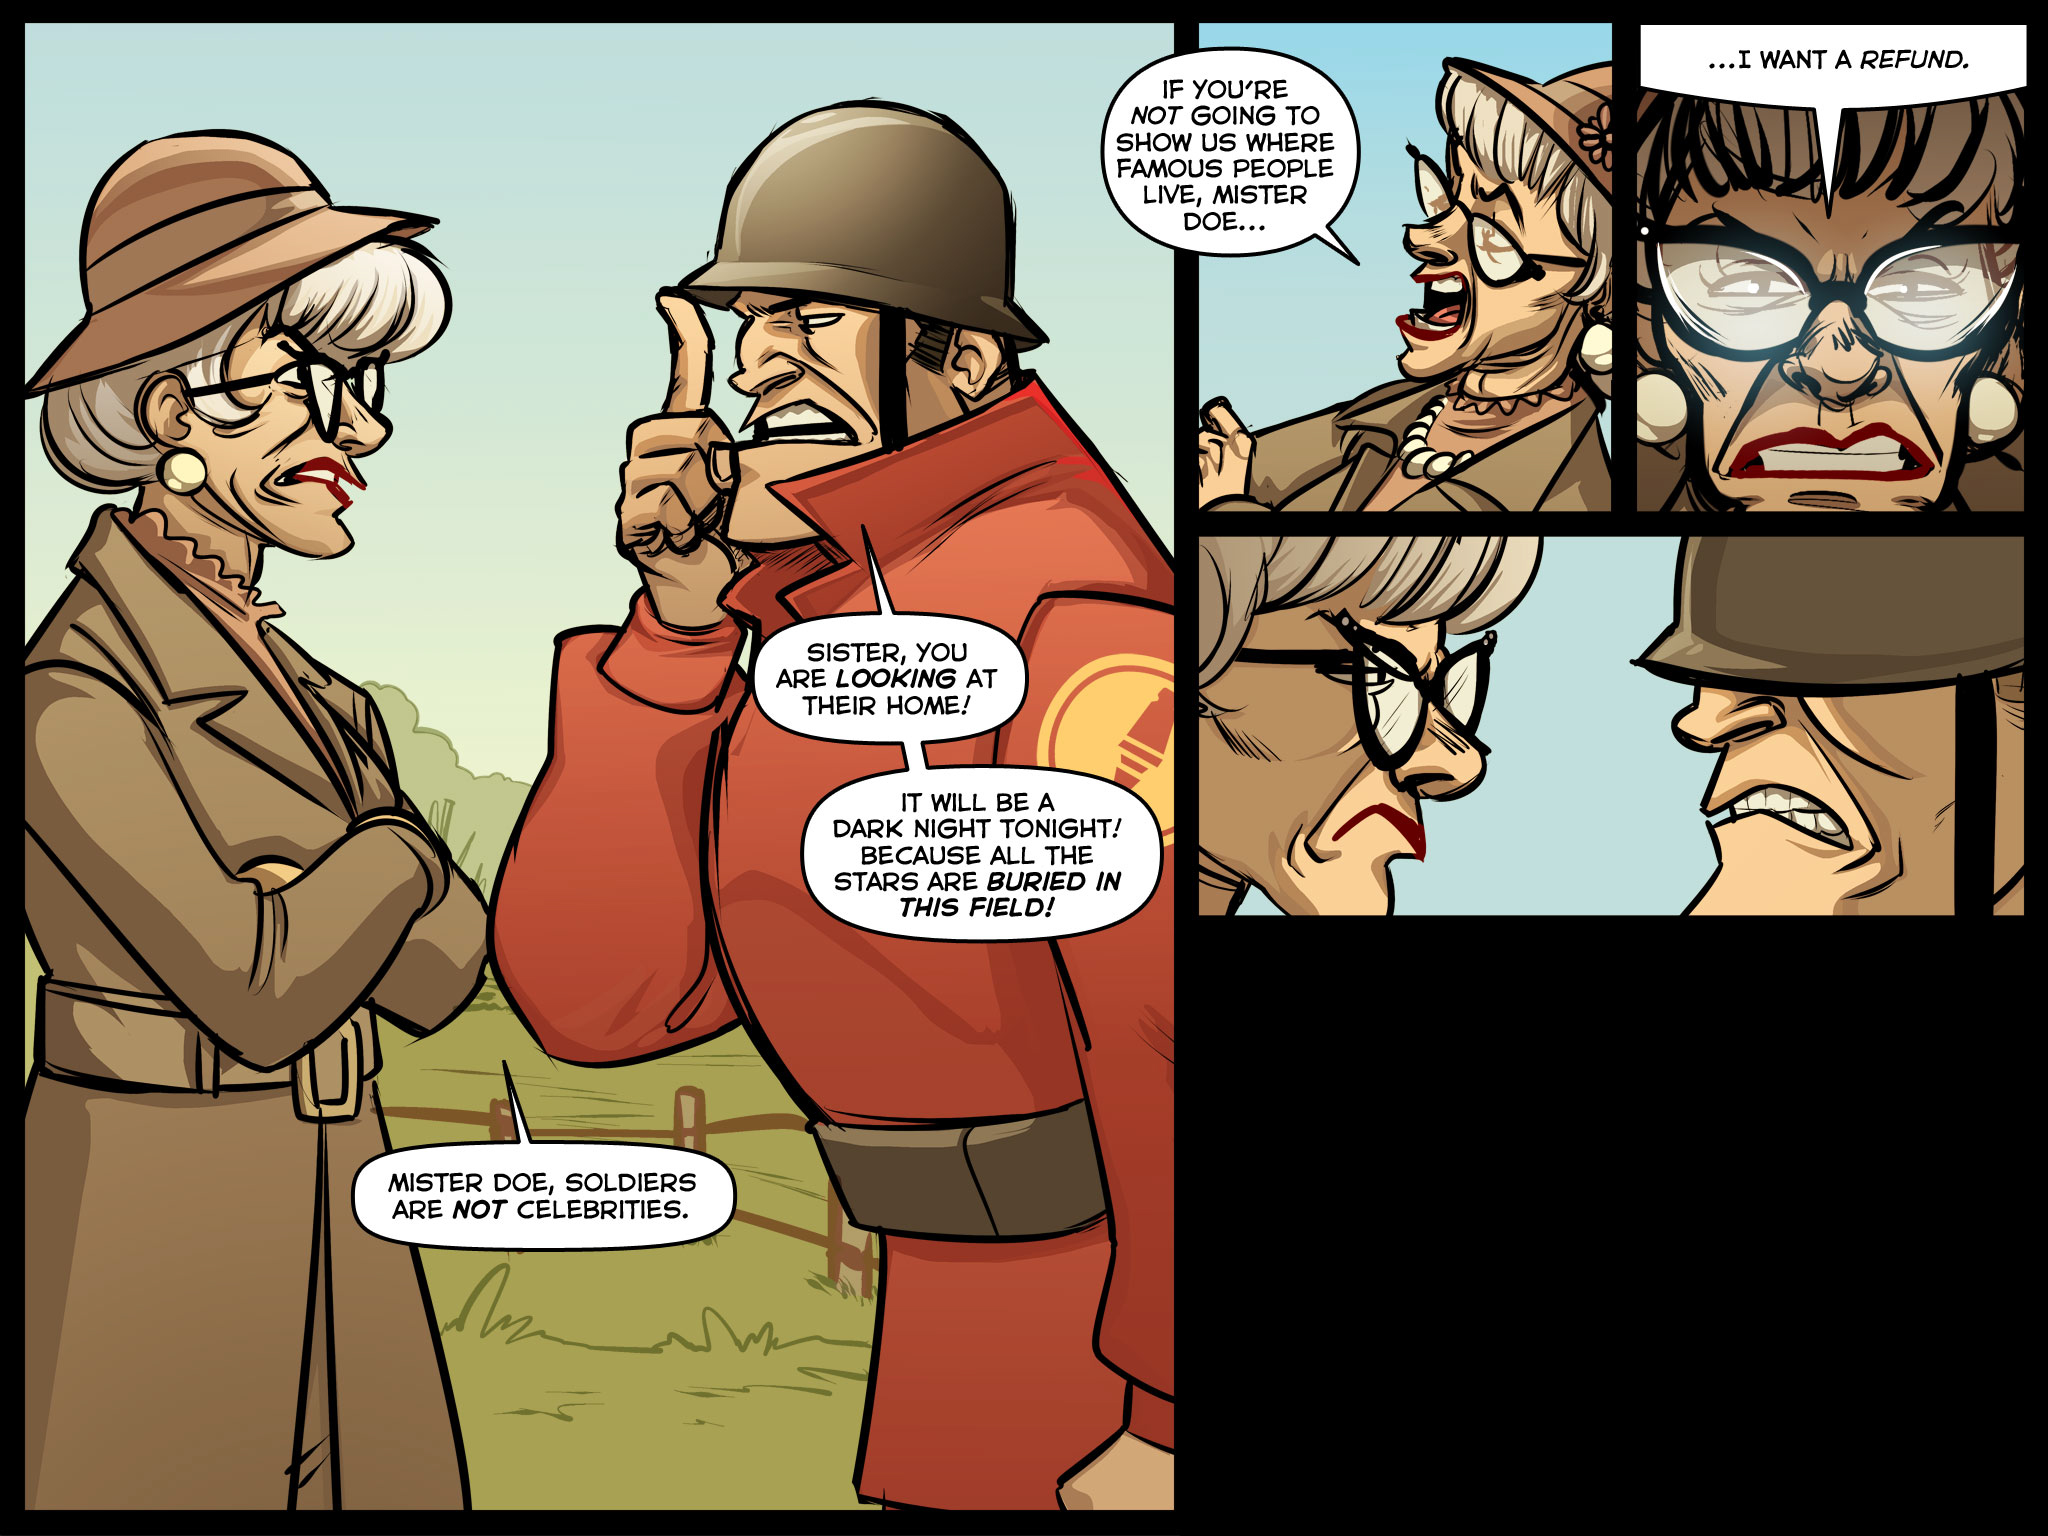 SISTER, YOU
ARE LOOKING AT
THEIR HOME!
IT WILL BE A
DARK NIGHT TONIGHT!
BECAUSE ALL THE
STARS ARE BURIED IN
THIS FIELD!
MISTER DOE, SOLDIERS
ARE NOT CELEBRITIES.
IF YOU'RE
NOT GOING TO
SHOW US WHERE
FAMOUS PEOPLE
LIVE, MISTER
DOE...
...I WANT A REFUND.